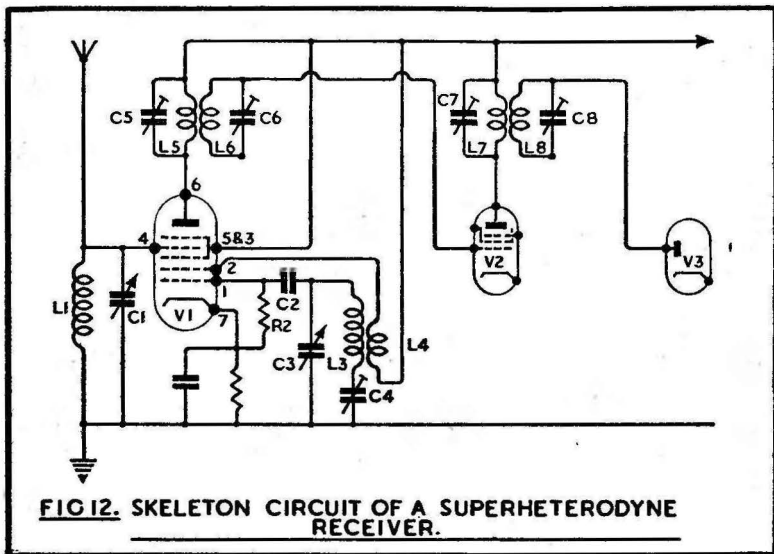 C5
C6
L5
L6
C7
C8
L7
L8
6
4
5&3
2
1
7
V1
L1
C1
R2
C2
C3
L3
L4
C4
V2
V3
FIG 12. SKELETON CIRCUIT OF A SUPERHETERODYNE
RECEIVER.